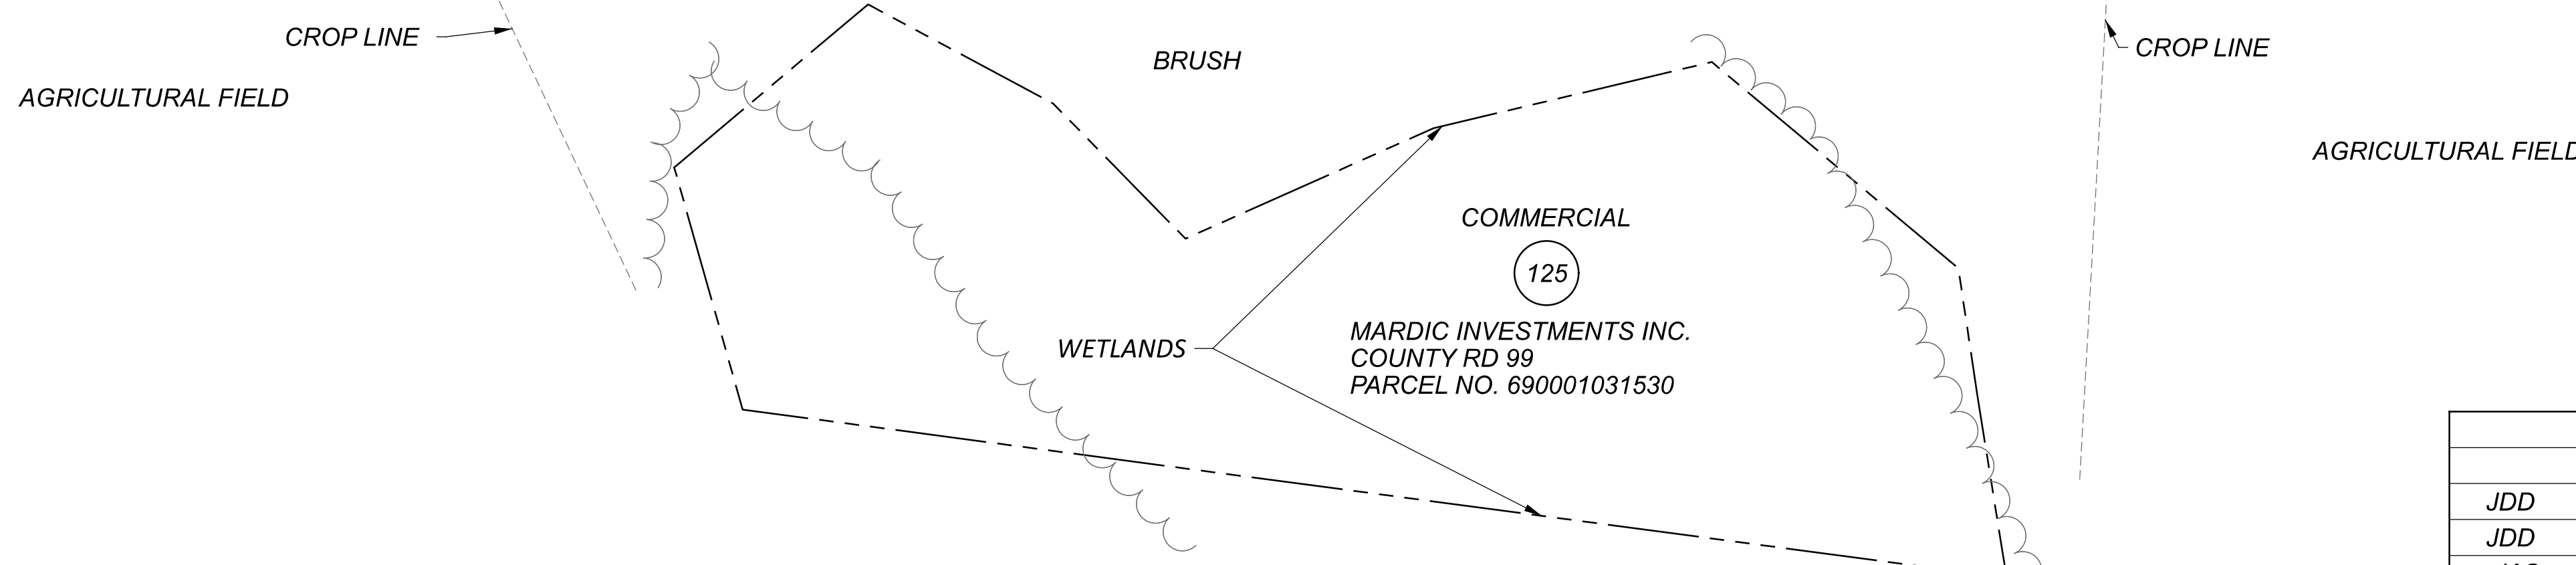 CROP LINE
BRUSH
CROP LINE
AGRICULTURAL FIELD
AGRICULTURAL FIELD
COMMERCIAL
125
WETLANDS
MARDIC INVESTMENTS INC.
COUNTY RD 99
PARCEL NO. 690001031530
JDD
JDD